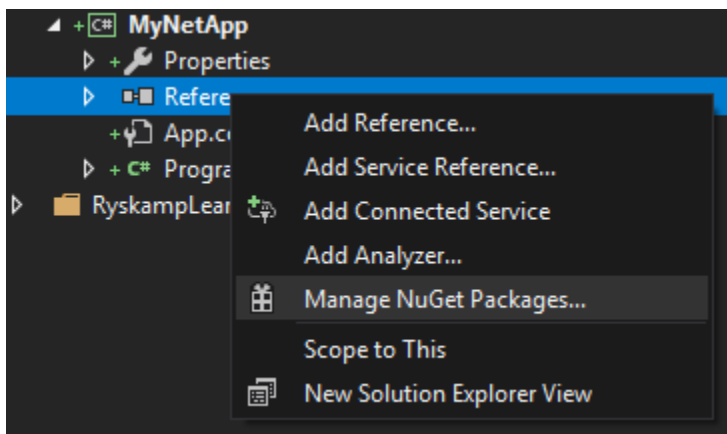 C# MyNetApp
Properties
Refere
App.c
C# Progra
RyskampLear
Add Reference...
Add Service Reference...
Add Connected Service
Add Analyzer...
Manage NuGet Packages...
Scope to This
New Solution Explorer View